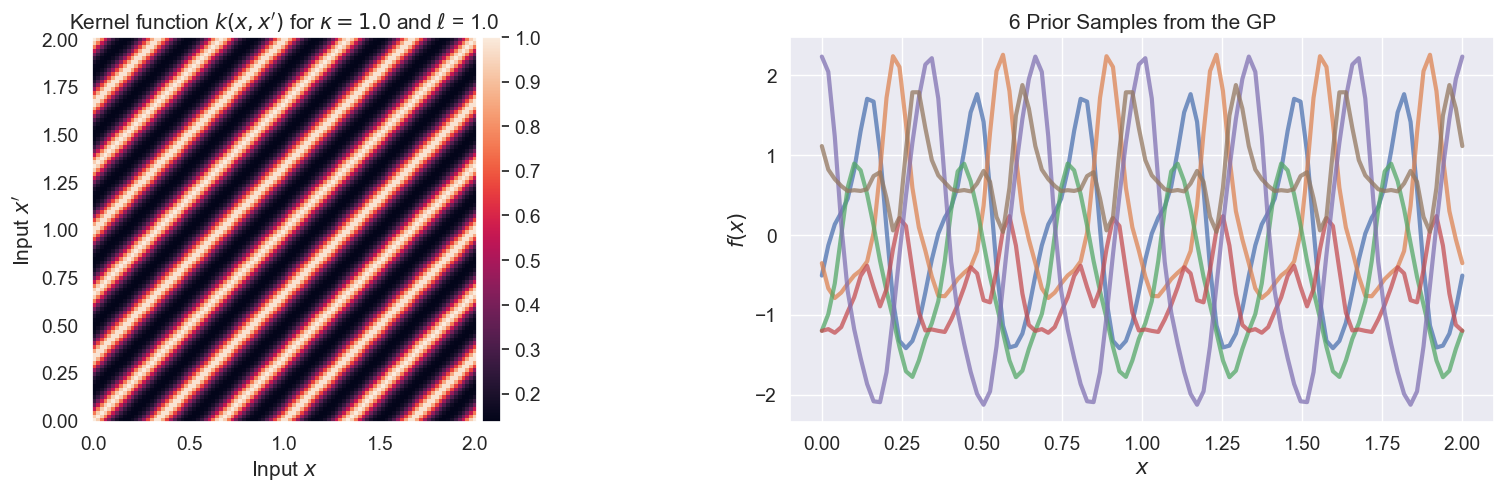 Kernel function k(x, x′) for κ = 1.0 and ℓ = 1.0
2.00
1.75
1.50
1.25
1.00
0.75
0.50
0.25
0.00
Input x′
0.0 0.5 1.0 1.5 2.0
Input x
1.0
0.9
0.8
0.7
0.6
0.5
0.4
0.3
0.2
6 Prior Samples from the GP
2
1
0
−1
−2
f(x)
0.00 0.25 0.50 0.75 1.00 1.25 1.50 1.75 2.00
x